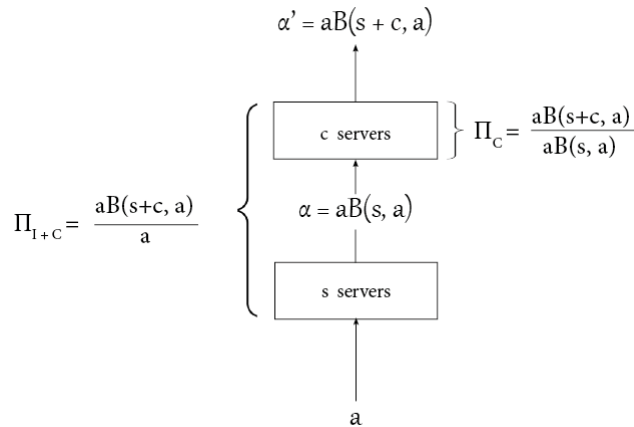 α’ = aB(s + c, a)
c servers
Π_C = aB(s+c, a)
aB(s, a)
Π_I + C = aB(s+c, a)
a
α = aB(s, a)
s servers
a